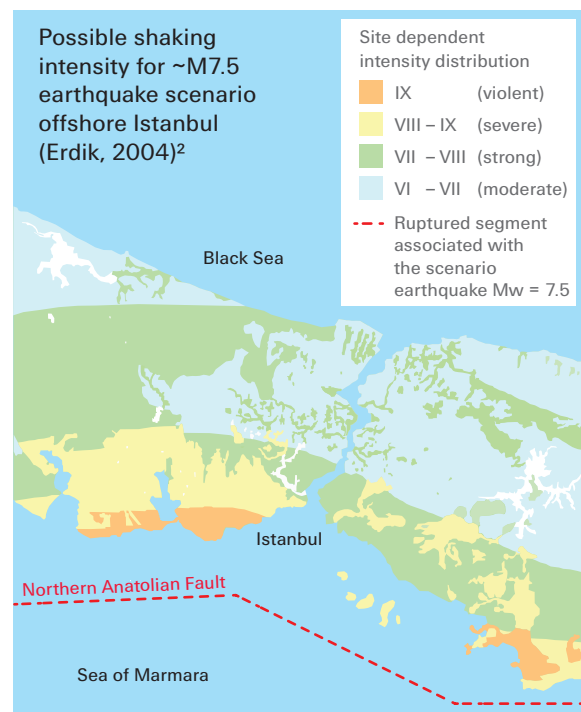 Possible shaking
intensity for ~M7.5
earthquake scenario
offshore Istanbul
(Erdik, 2004)²
Site dependent
intensity distribution
IX (violent)
VIII – IX (severe)
VII – VIII (strong)
VI – VII (moderate)
Ruptured segment
associated with
the scenario
earthquake Mw = 7.5
Black Sea
Istanbul
Northern Anatolian Fault
Sea of Marmara